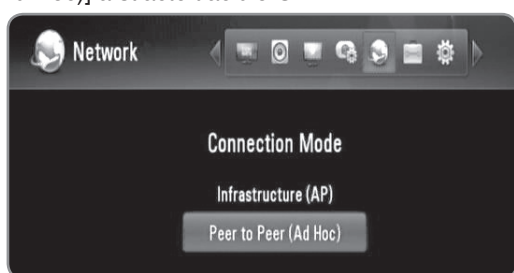 Network
Connection Mode
Infrastructure (AP)
Peer to Peer (Ad Hoc)